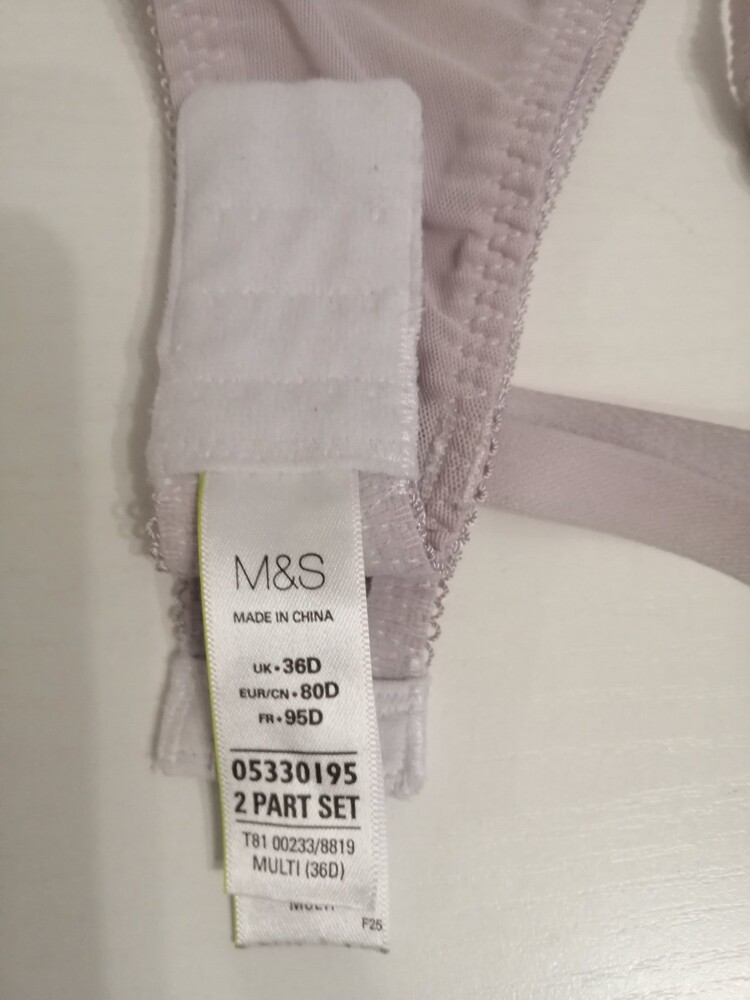 M&S
MADE IN CHINA
UK • 36D
EUR/CN • 80D
FR • 95D
05330195
2 PART SET
T81 00233/8819
MULTI (36D)
MULTI
F25